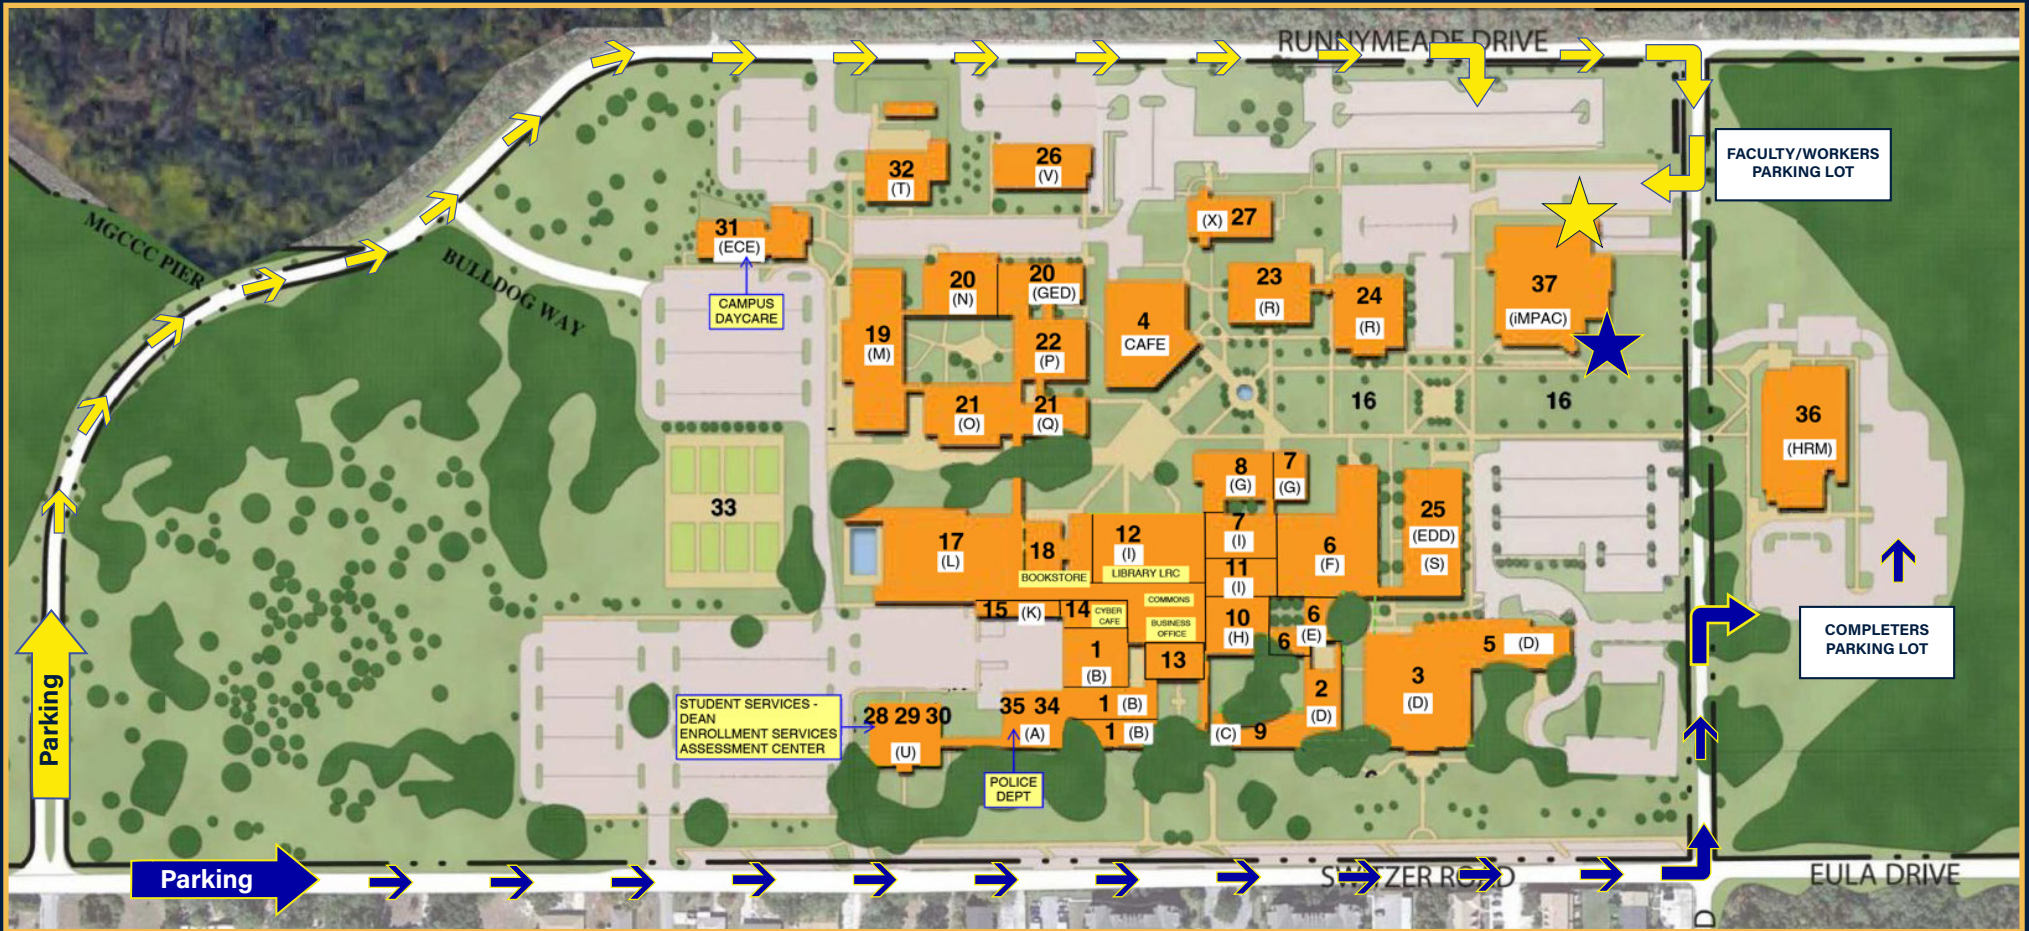 RUNNYMEADE DRIVE
FACULTY/WORKERS
PARKING LOT
32
(T)
26
(V)
31
(ECE)
(X) 27
MGCCC PIER
BULLDOG WAY
CAMPUS
DAYCARE
20
(N)
20
(GED)
19
(M)
22
(P)
4
CAFE
23
(R)
24
(R)
37
(iMPAC)
21
(O)
21
(Q)
16
16
36
(HRM)
33
8
(G)
7
(G)
25
(EDD)
(S)
17
(L)
18
12
(I)
7
(I)
6
(F)
11
(I)
BOOKSTORE
LIBRARY LRC
COMMONS
15 (K)
14
CYBER
CAFE
BUSINESS
OFFICE
10
(H)
6
(E)
6
1
(B)
13
5 (D)
3
(D)
2
(D)
COMPLETERS
PARKING LOT
Parking
STUDENT SERVICES -
DEAN
ENROLLMENT SERVICES
ASSESSMENT CENTER
28 29 30
(U)
35 34
(A)
1 (B)
1 (B)
(C) 9
POLICE
DEPT
Parking
SWITZER ROAD
EULA DRIVE
D